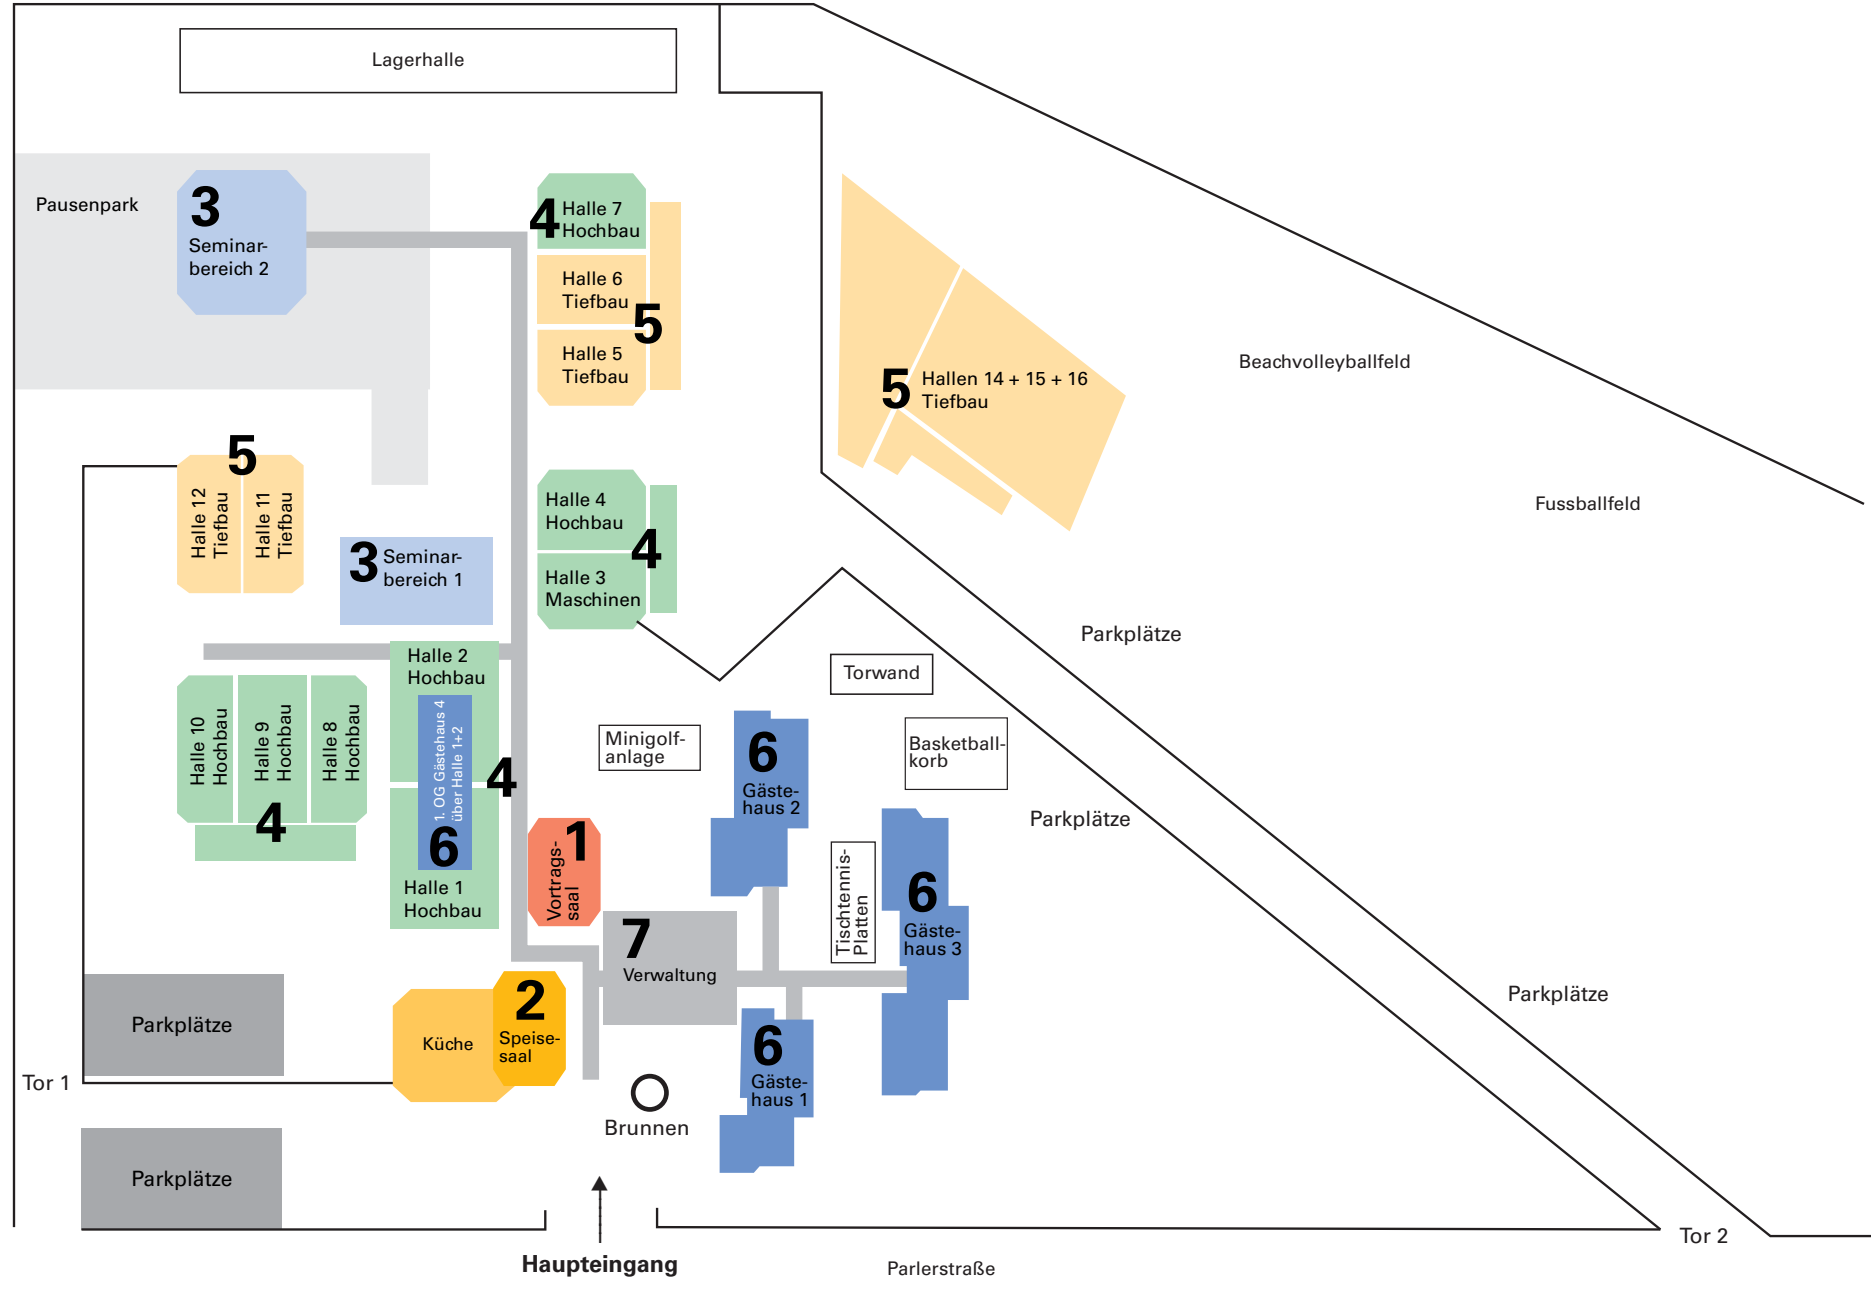 Lagerhalle
Pausenpark
3
Seminar-
bereich 2
4
Halle 7
Hochbau
Halle 6
Tiefbau
5
Halle 5
Tiefbau
5
Hallen 14 + 15 + 16
Tiefbau
Beachvolleyballfeld
Fussballfeld
5
Halle 12
Tiefbau
Halle 11
Tiefbau
3
Seminar-
bereich 1
Halle 4
Hochbau
4
Halle 3
Maschinen
Parkplätze
Halle 2
Hochbau
Torwand
Halle 10
Hochbau
Halle 9
Hochbau
Halle 8
Hochbau
4
1. OG Gästehaus 4
über Halle 1+2
6
4
Halle 1
Hochbau
Minigolf-
anlage
6
Gäste-
haus 2
Basketball-
korb
Parkplätze
1
Vortrags-
saal
Tischtennis-
Platten
6
Gäste-
haus 3
7
Verwaltung
Parkplätze
Parkplätze
Küche
2
Speise-
saal
6
Gäste-
haus 1
Tor 1
Brunnen
Parkplätze
Haupteingang
Parlerstraße
Tor 2